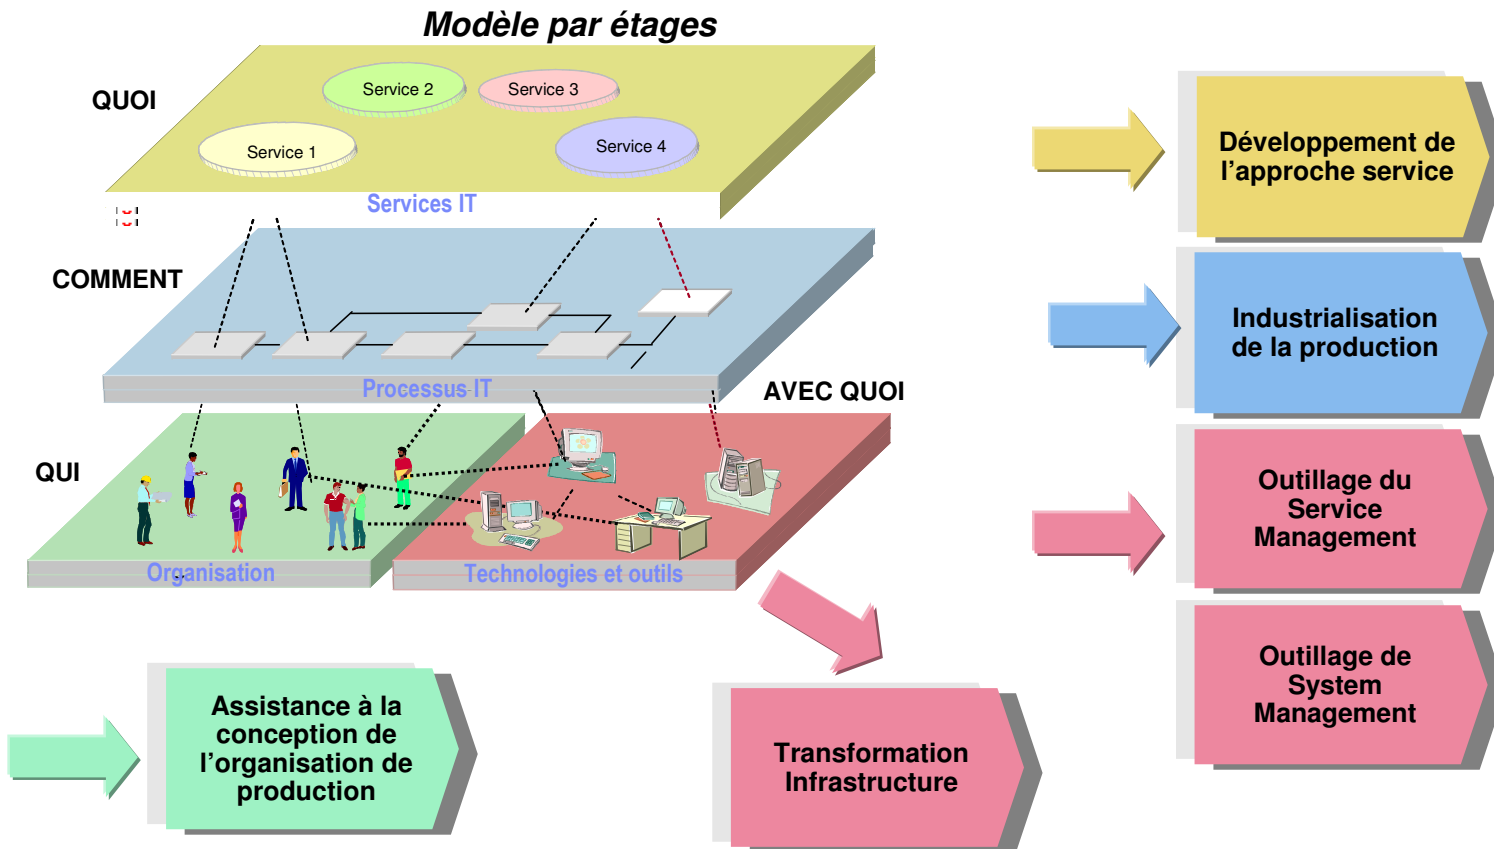 Modèle par étages
QUOI
Service 2
Service 3
Service 1
Service 4
Services IT
COMMENT
Processus IT
AVEC QUOI
QUI
Organisation
Technologies et outils
Développement de
l’approche service
Industrialisation
de la production
Outillage du
Service
Management
Outillage de
System
Management
Assistance à la
conception de
l’organisation de
production
Transformation
Infrastructure